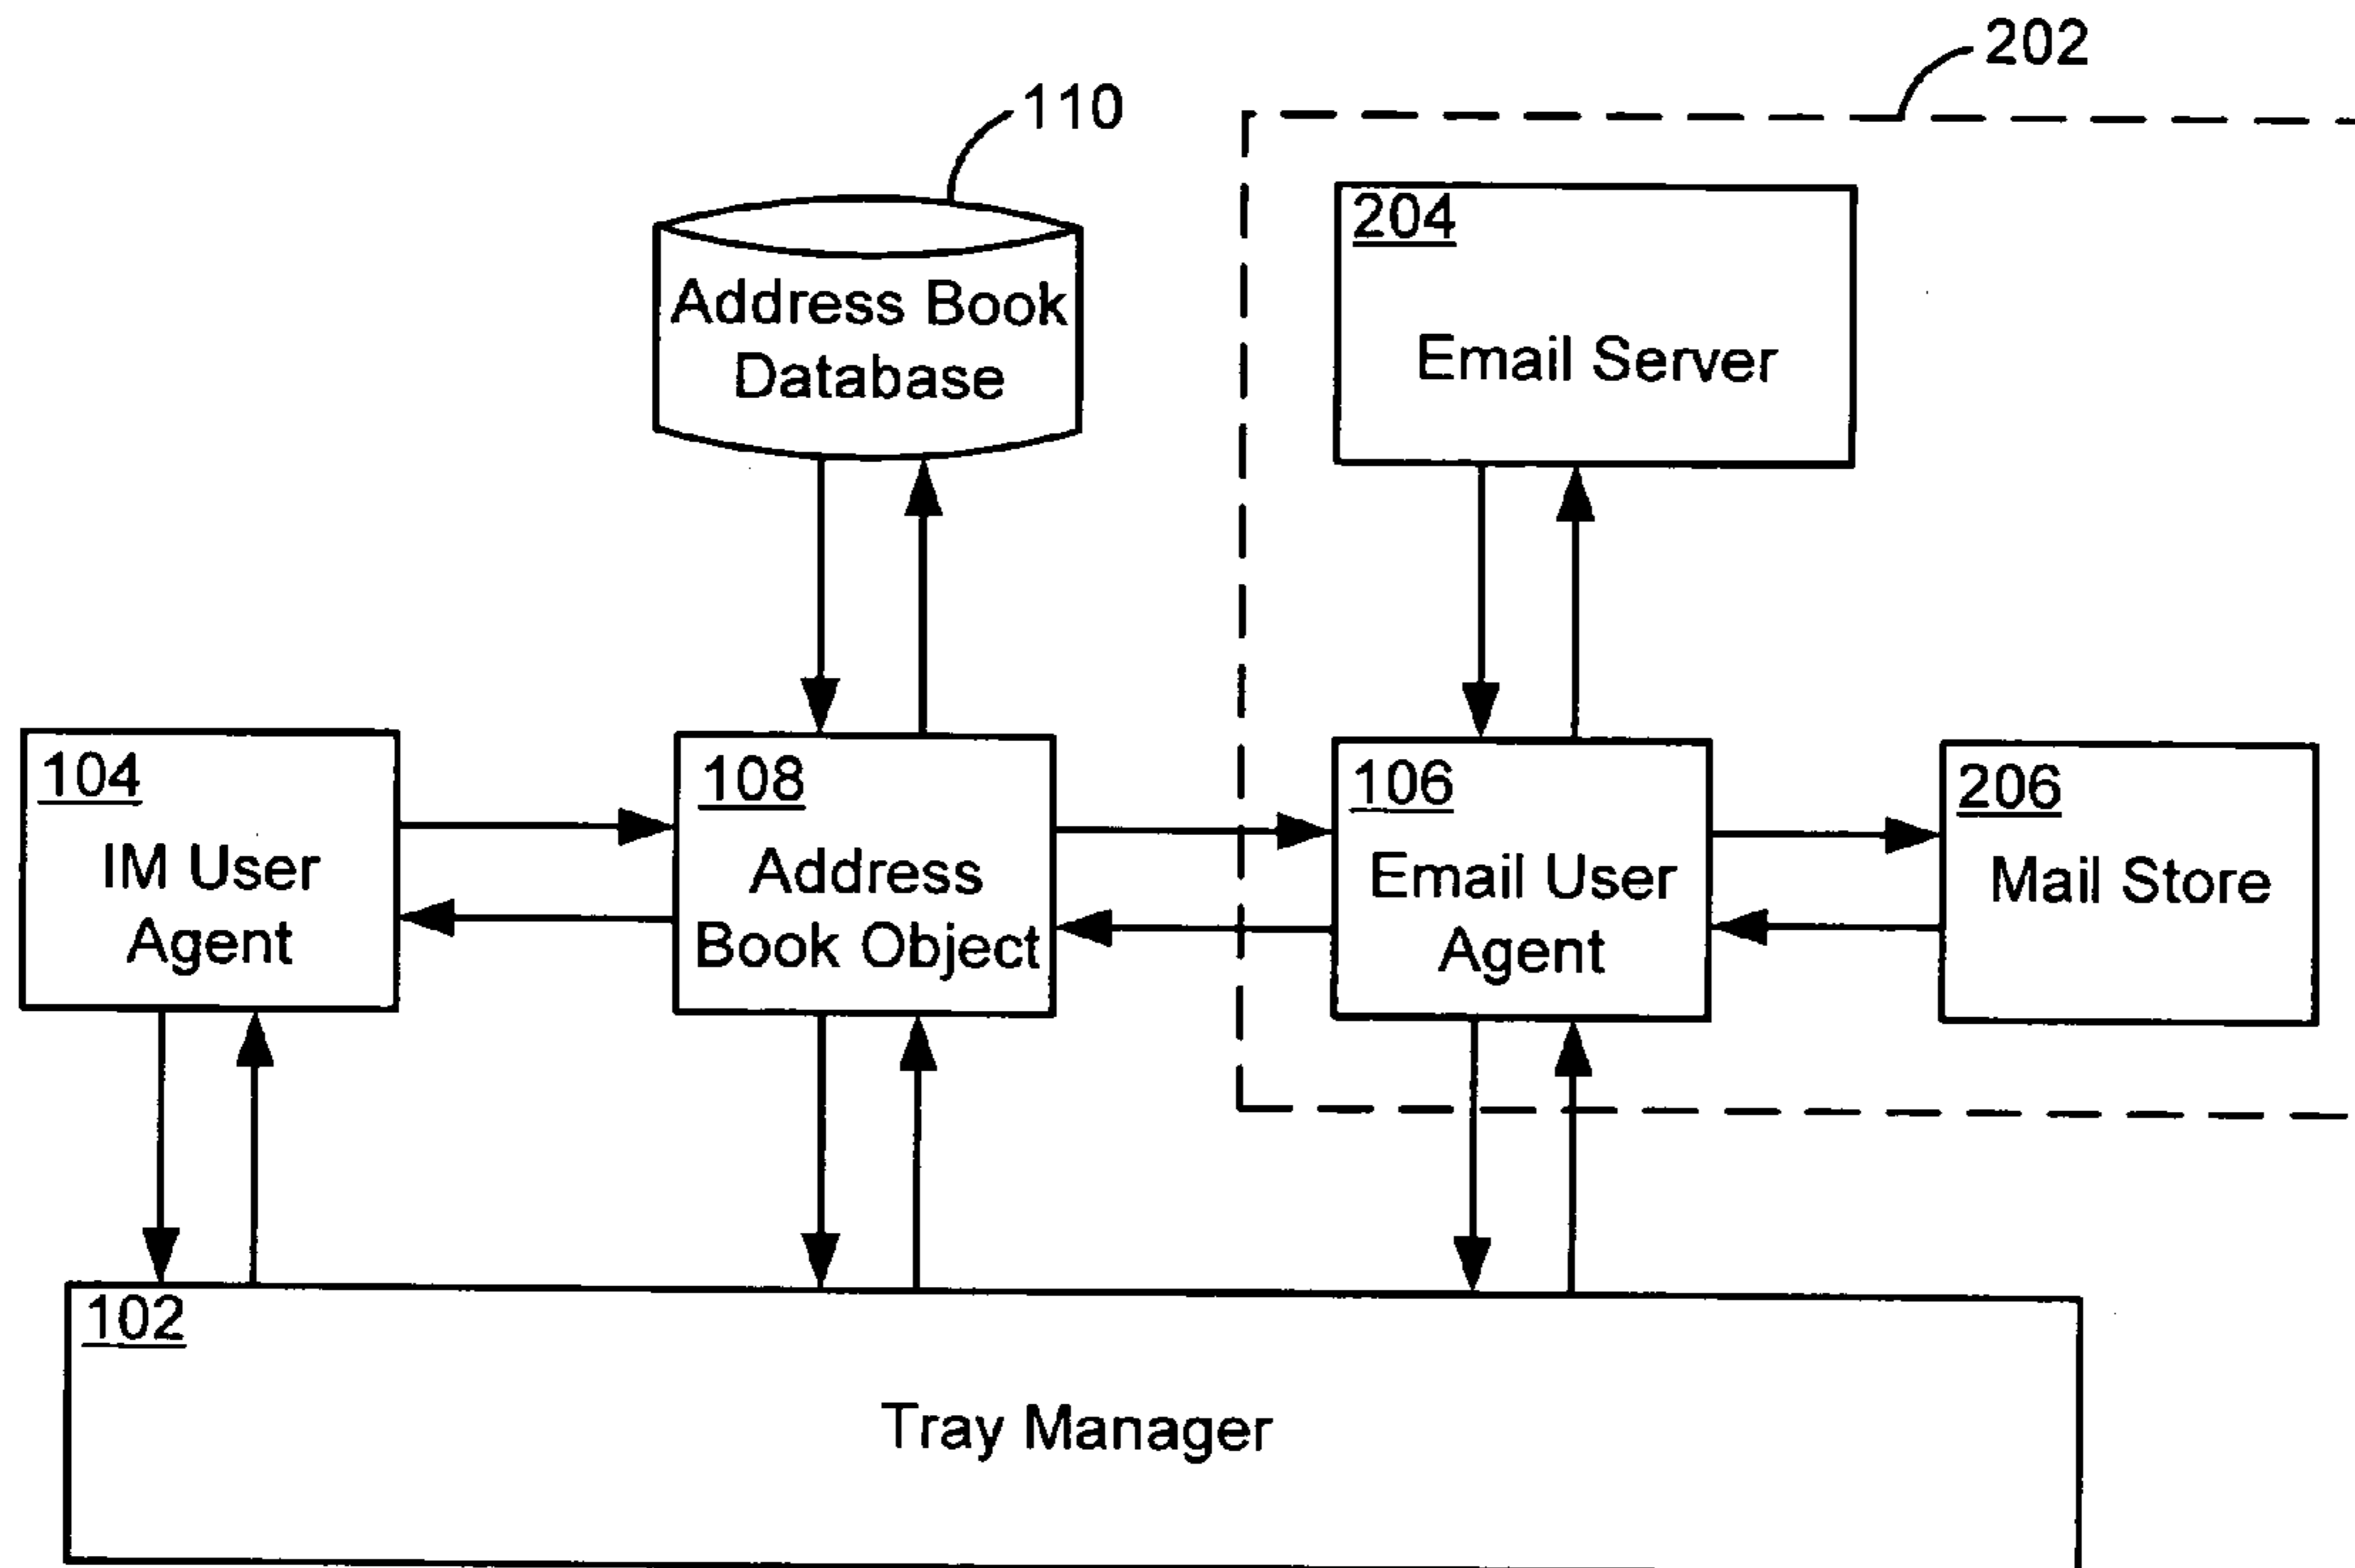 202
110
204
Address Book
Database
Email Server
104
IM User
Agent
108
Address
Book Object
106
Email User
Agent
206
Mail Store
102
Tray Manager